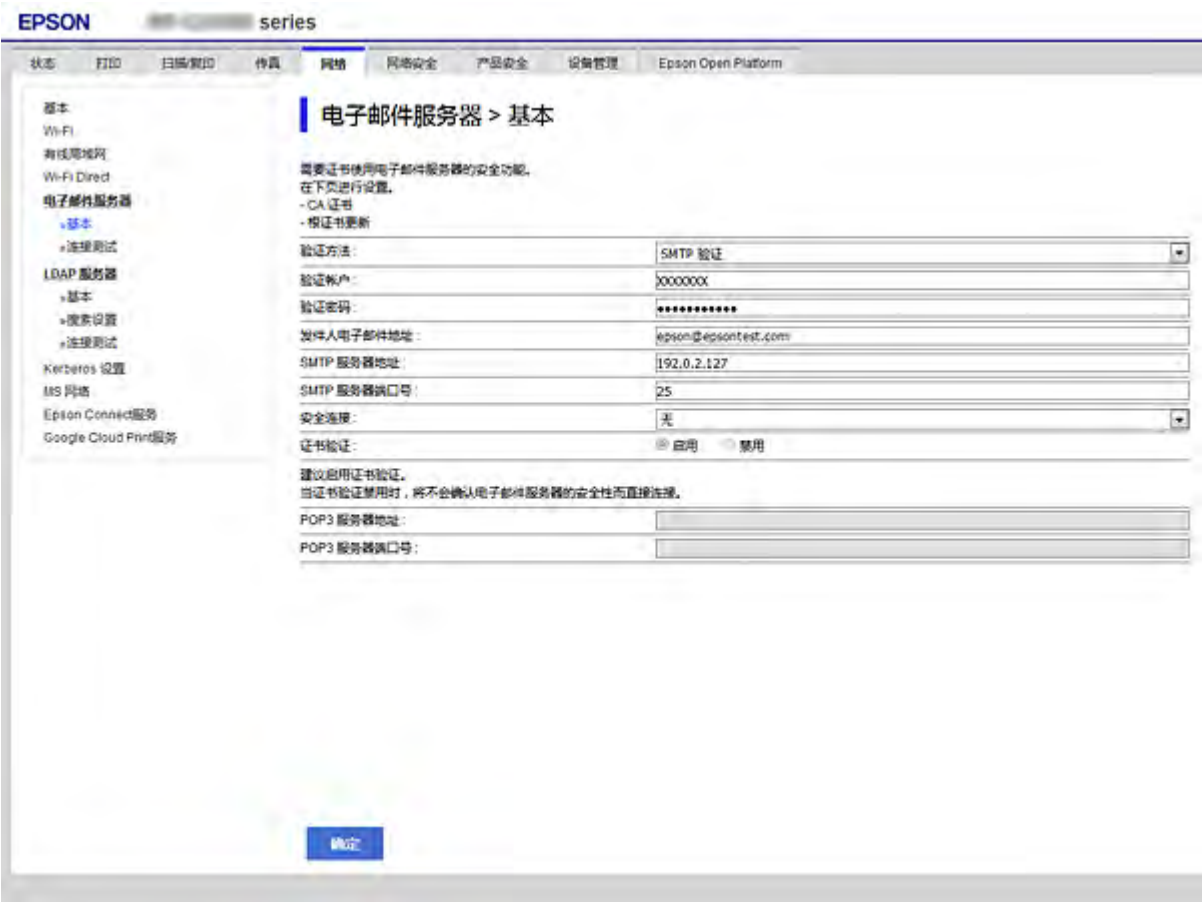 EPSON series
状态 打印 扫描/复印 传真 网络 网络安全 产品安全 设备管理 Epson Open Platform
基本
Wi-Fi
有线局域网
Wi-Fi Direct
电子邮件服务器
»基本
»连接测试
LDAP 服务器
»基本
»搜索设置
»连接测试
Kerberos 设置
MS 网络
Epson Connect服务
Google Cloud Print服务
电子邮件服务器 > 基本
需要证书使用电子邮件服务器的安全功能。
在下页进行设置。
- CA 证书
- 根证书更新
验证方法 : SMTP 验证
验证帐户 : XXXXXXX
验证密码 : •••••••••••
发件人电子邮件地址 : epson@epsontest.com
SMTP 服务器地址 : 192.0.2.127
SMTP 服务器端口号 : 25
安全连接 : 无
证书验证 : 启用 禁用
建议启用证书验证。
当证书验证禁用时，将不会确认电子邮件服务器的安全性而直接连接。
POP3 服务器地址 :
POP3 服务器端口号 :
确定